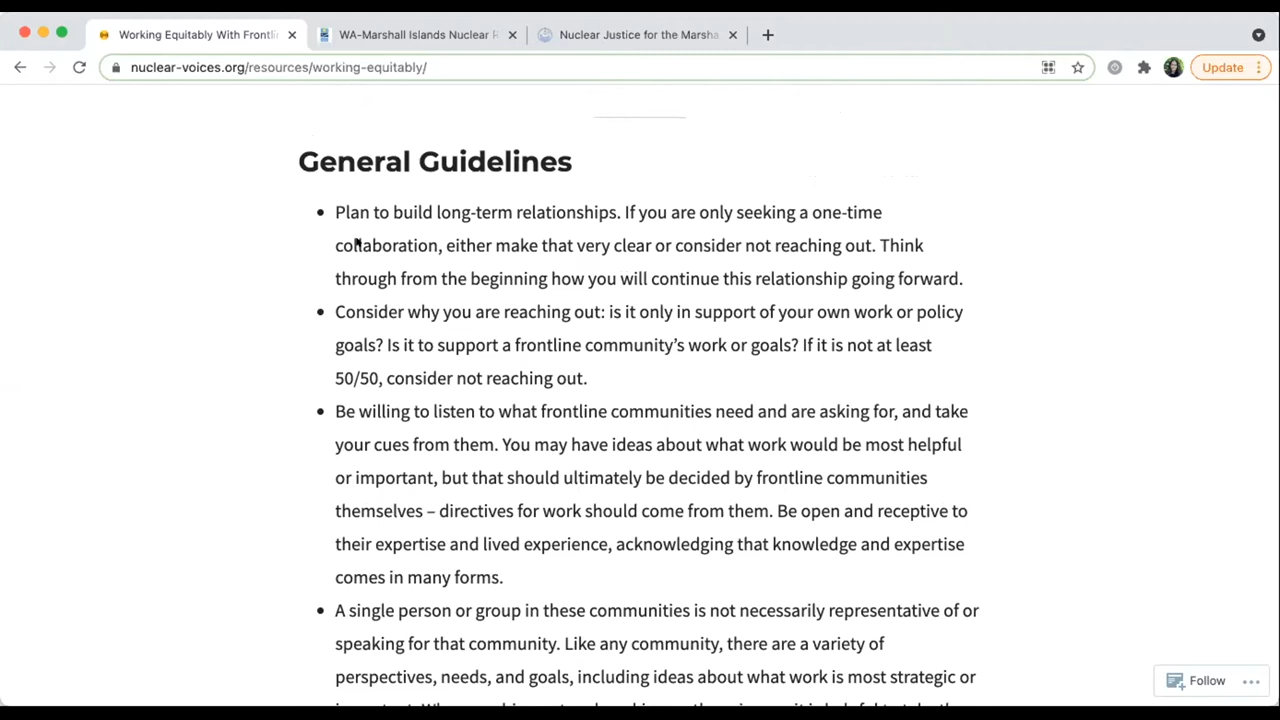 Working Equitably With Frontli
WA-Marshall Islands Nuclear R
Nuclear Justice for the Marsha
nuclear-voices.org/resources/working-equitably/
Update
General Guidelines
Plan to build long-term relationships. If you are only seeking a one-time
collaboration, either make that very clear or consider not reaching out. Think
through from the beginning how you will continue this relationship going forward.
Consider why you are reaching out: is it only in support of your own work or policy
goals? Is it to support a frontline community's work or goals? If it is not at least
50/50, consider not reaching out.
Be willing to listen to what frontline communities need and are asking for, and take
your cues from them. You may have ideas about what work would be most helpful
or important, but that should ultimately be decided by frontline communities
themselves – directives for work should come from them. Be open and receptive to
their expertise and lived experience, acknowledging that knowledge and expertise
comes in many forms.
A single person or group in these communities is not necessarily representative of or
speaking for that community. Like any community, there are a variety of
perspectives, needs, and goals, including ideas about what work is most strategic or
Follow